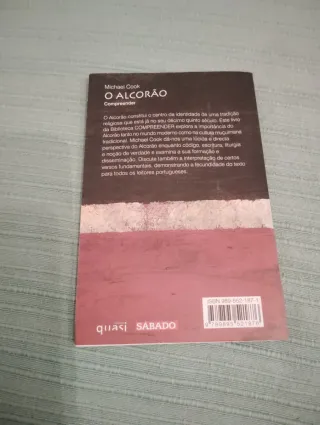 Michael Cook
O ALCORÃO
Compreender
O Alcorão constitui o centro da identidade de uma tradição
religiosa que está já no seu décimo quinto século. Este livro
da Biblioteca COMPREENDER explora a importância do
Alcorão tanto no mundo moderno como na cultura muçulmana
tradicional. Michael Cook dá-nos uma lúcida e directa
perspectiva do Alcorão enquanto código, escritura, liturgia
e noção de verdade e examina a sua formação e
disseminação. Discute também a interpretação de certos
versos fundamentais, demonstrando a fecundidade do texto
para todos os leitores portugueses.
quasi
SÁBADO